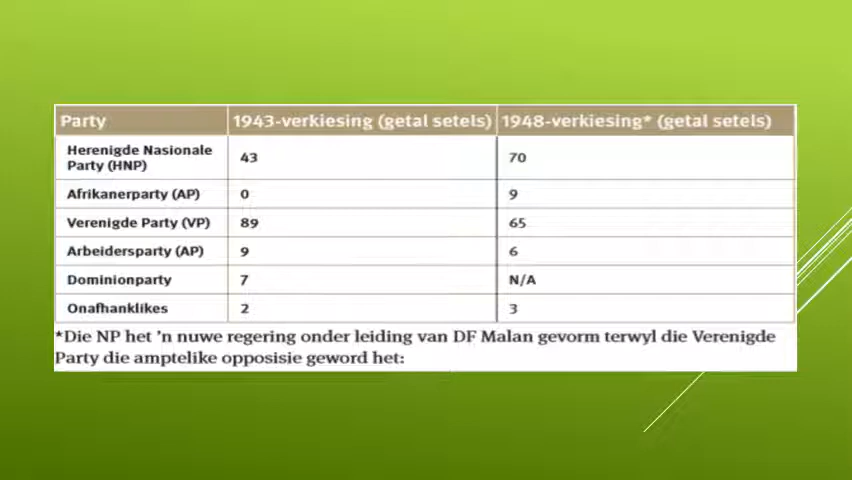 Party 1943-verkiesing (getal setels) 1948-verkiesing* (getal setels)
Herenigde Nasionale
Party (HNP) 43 70
Afrikanerparty (AP) 0 9
Verenigde Party (VP) 89 65
Arbeidersparty (AP) 9 6
Dominionparty 7 N/A
Onafhanklikes 2 3
*Die NP het 'n nuwe regering onder leiding van DF Malan gevorm terwyl die Verenigde
Party die amptelike opposisie geword het: